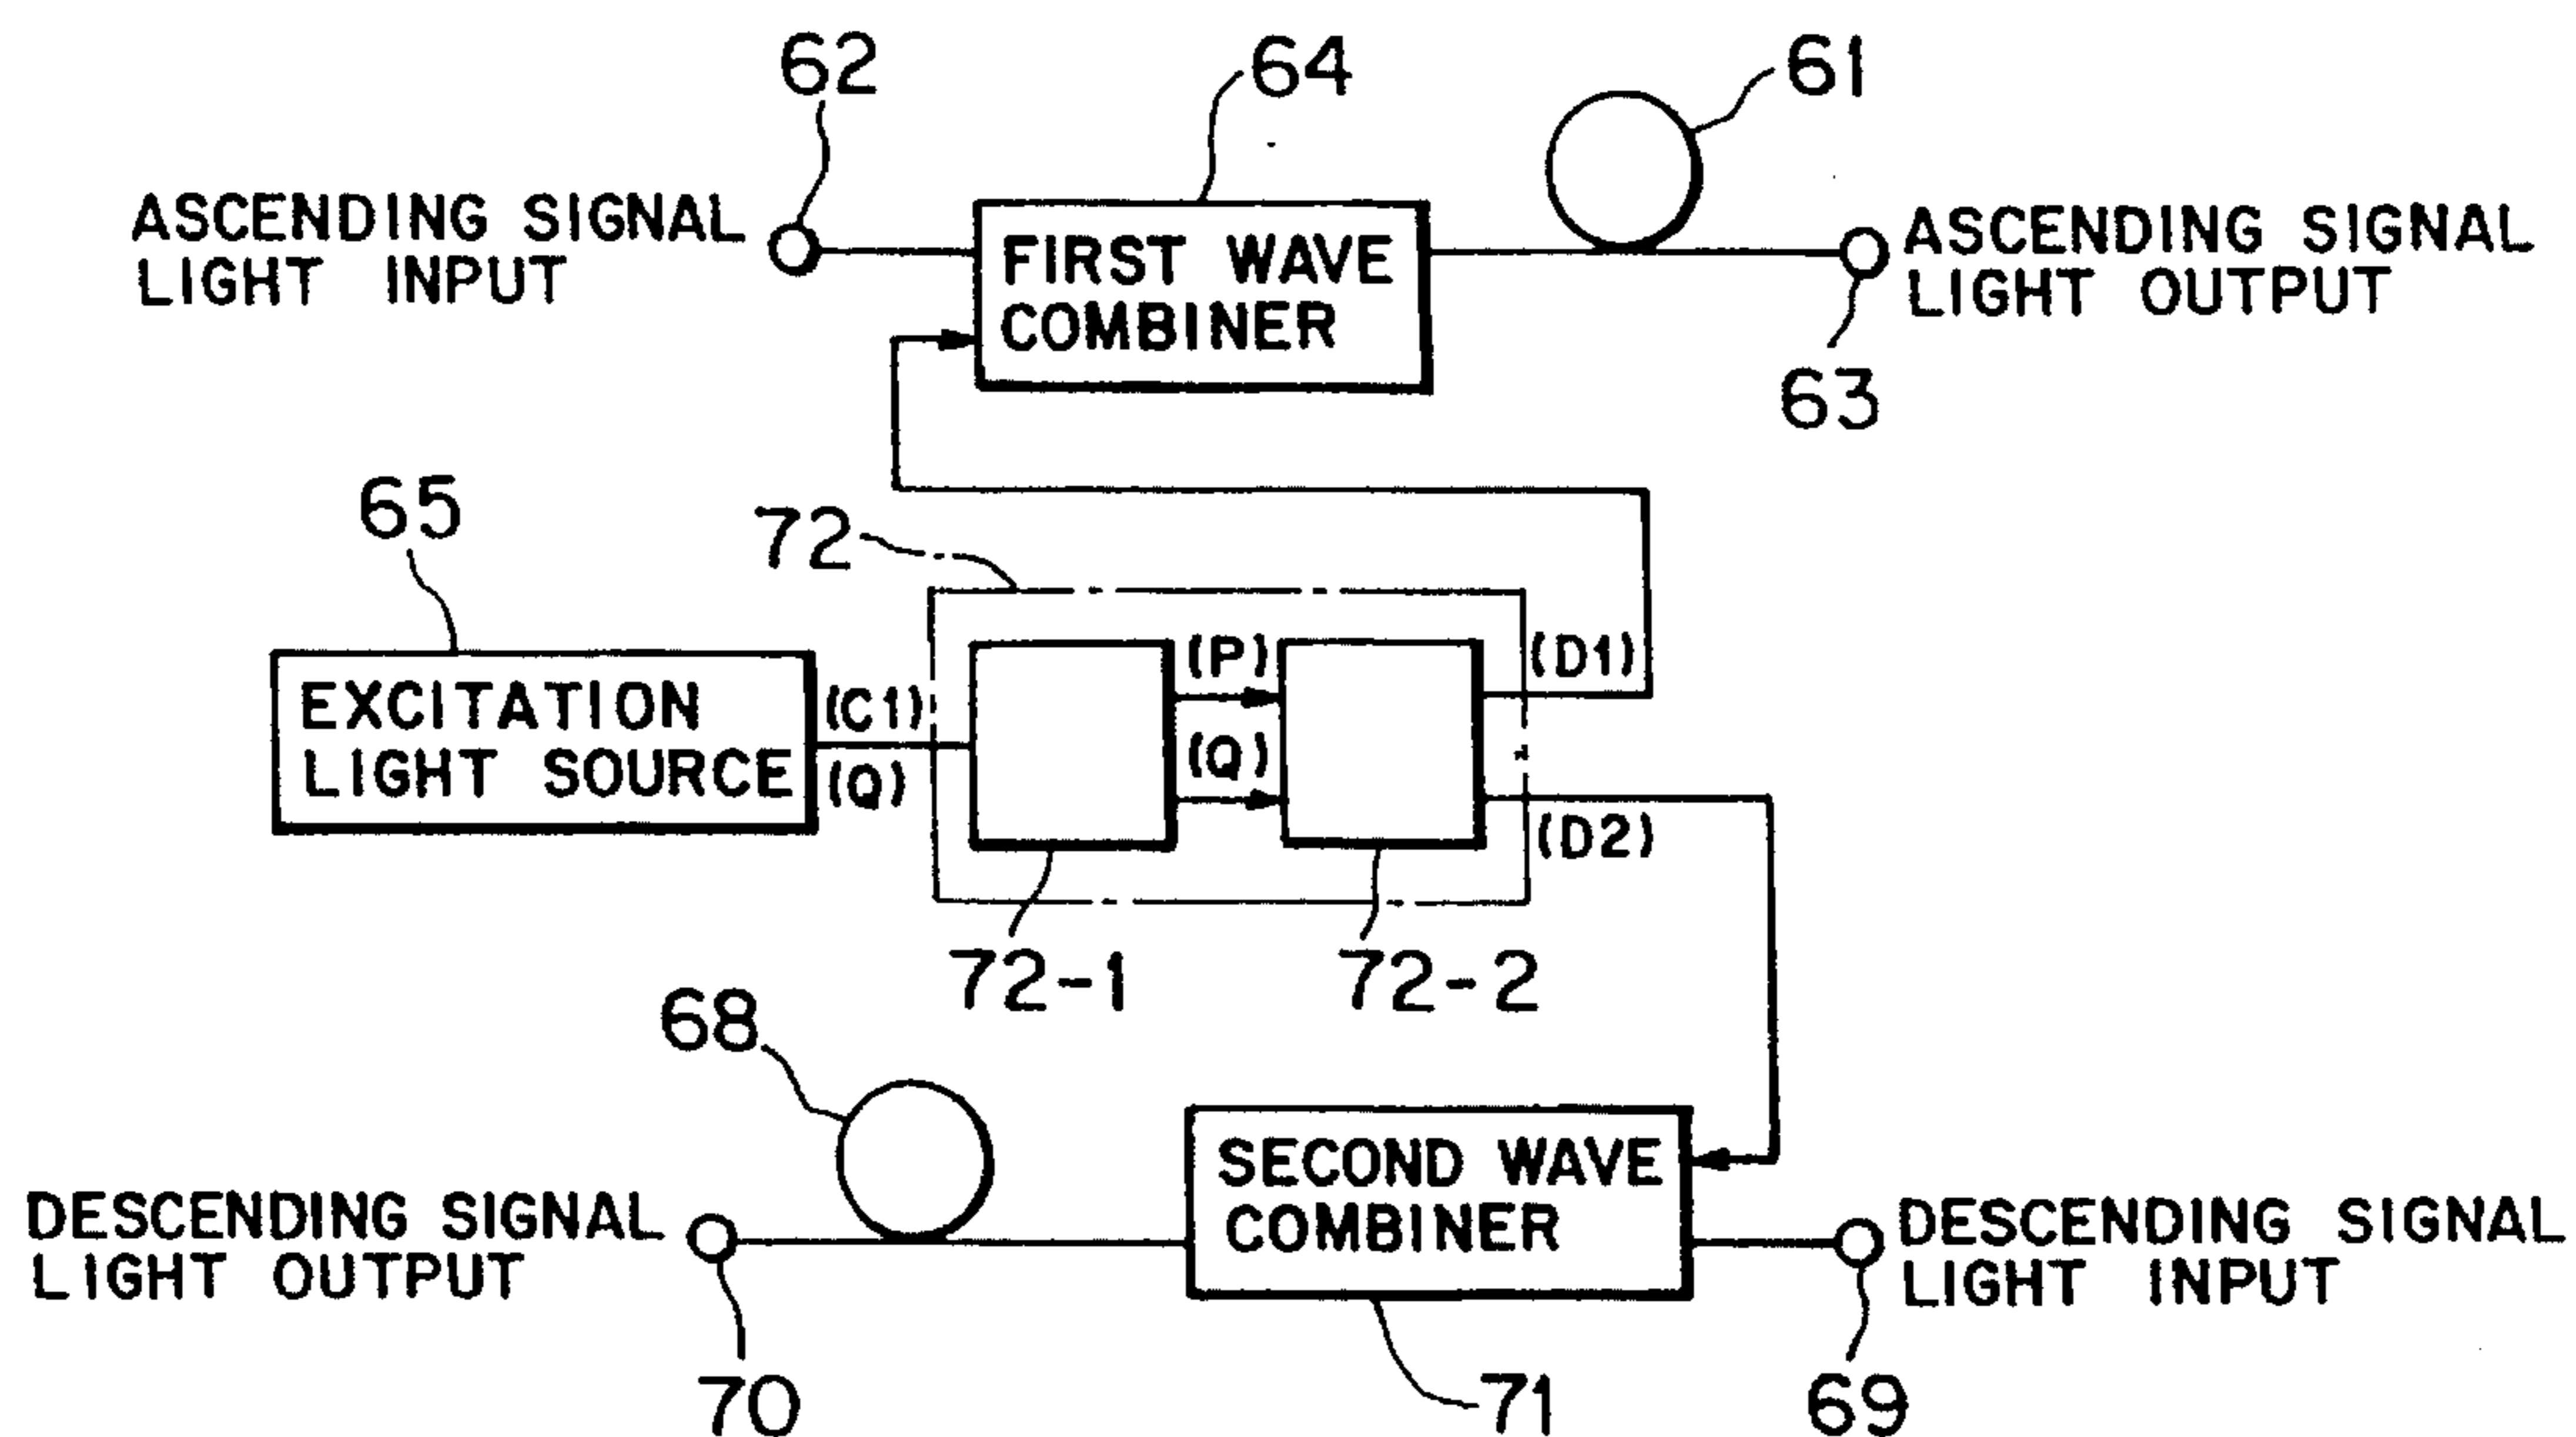 62
64
61
ASCENDING SIGNAL
LIGHT INPUT
FIRST WAVE
COMBINER
ASCENDING SIGNAL
LIGHT OUTPUT
63
65
72
EXCITATION
LIGHT SOURCE
(C1)
(Q)
(P)
(Q)
(D1)
(D2)
72-1
72-2
68
DESCENDING SIGNAL
LIGHT OUTPUT
SECOND WAVE
COMBINER
DESCENDING SIGNAL
LIGHT INPUT
70
71
69